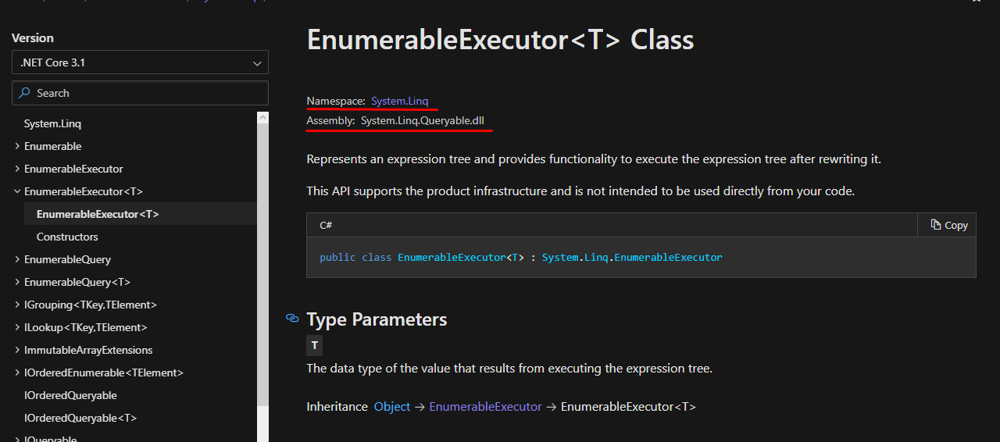 Version
.NET Core 3.1
Search
System.Linq
Enumerable
EnumerableExecutor
EnumerableExecutor<T>
EnumerableExecutor<T>
Constructors
EnumerableQuery
EnumerableQuery<T>
IGrouping<TKey,TElement>
ILookup<TKey,TElement>
ImmutableArrayExtensions
IOrderedEnumerable<TElement>
IOrderedQueryable
IOrderedQueryable<T>
IQueryable
EnumerableExecutor<T> Class
Namespace: System.Linq
Assembly: System.Linq.Queryable.dll
Represents an expression tree and provides functionality to execute the expression tree after rewriting it.
This API supports the product infrastructure and is not intended to be used directly from your code.
C#
Copy
public class EnumerableExecutor<T> : System.Linq.EnumerableExecutor
Type Parameters
T
The data type of the value that results from executing the expression tree.
Inheritance Object → EnumerableExecutor → EnumerableExecutor<T>